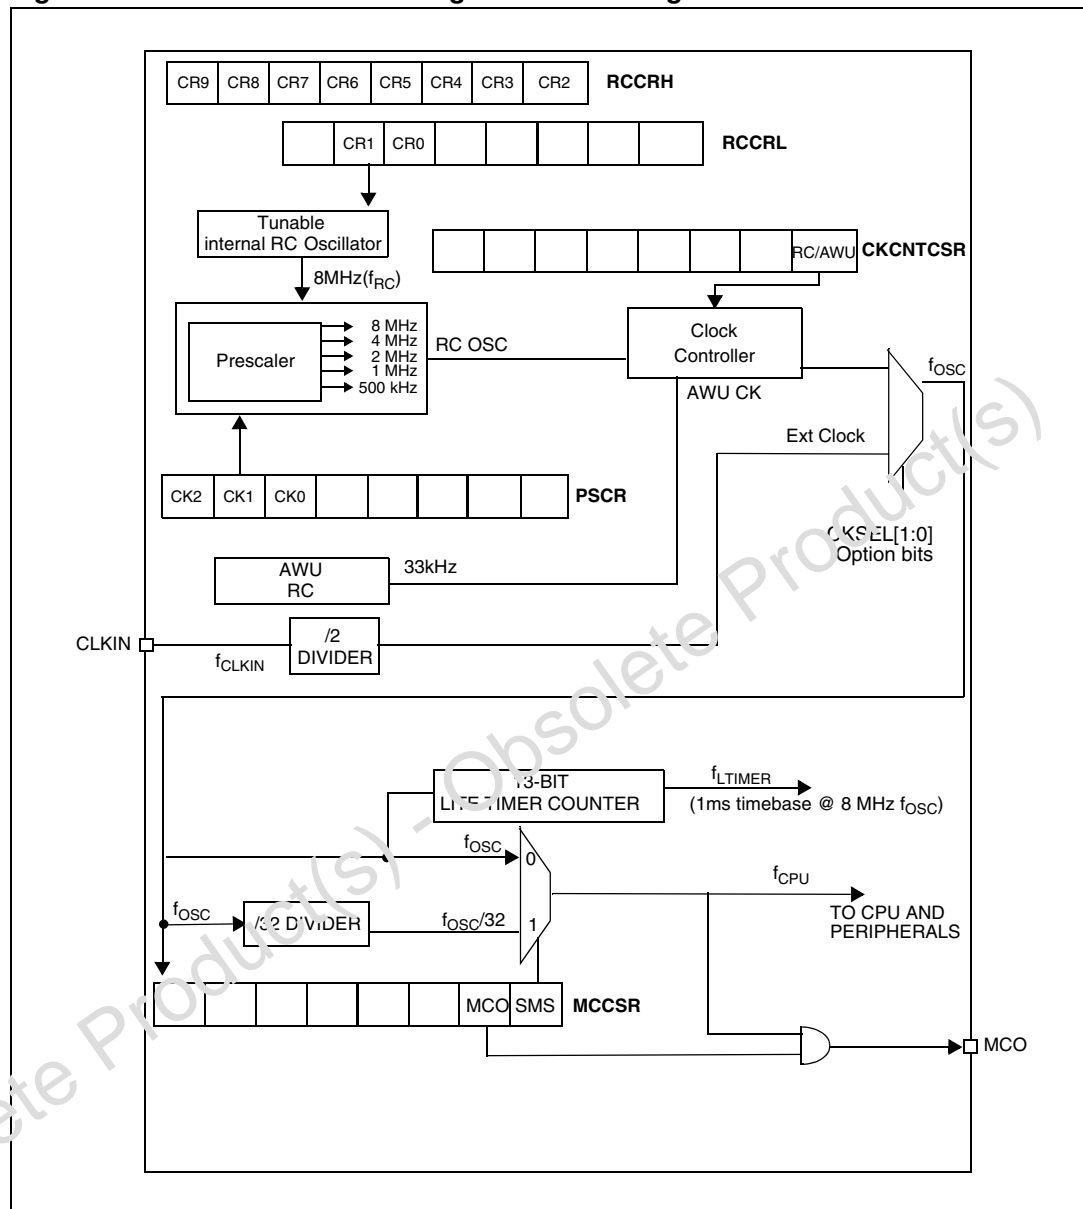 CR9 CR8 CR7 CR6 CR5 CR4 CR3 CR2 RCCRH
CR1 CR0 RCCRL
Tunable
internal RC Oscillator
RC/AWU CKCNTCSR
8MHz(fRC)
Prescaler
8 MHz
4 MHz
2 MHz
1 MHz
500 kHz
RC OSC
Clock
Controller
AWU CK
fOSC
Ext Clock
CK2 CK1 CK0 PSCR
CKSEL[1:0]
Option bits
AWU
RC
33kHz
CLKIN
fCLKIN
/2
DIVIDER
13-BIT
LITE TIMER COUNTER
fLTIMER
(1ms timebase @ 8 MHz fOSC)
fOSC
0
fCPU
TO CPU AND
PERIPHERALS
fOSC
/32 DIVIDER
fOSC/32
1
MCO SMS MCCSR
MCO
ete Product(s) - Obsolete Product(s)